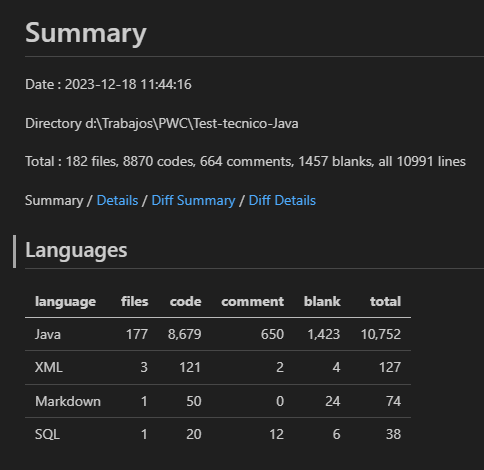 Summary
Date : 2023-12-18 11:44:16
Directory d:\Trabajos\PWC\Test-tecnico-Java
Total : 182 files, 8870 codes, 664 comments, 1457 blanks, all 10991 lines
Summary / Details / Diff Summary / Diff Details
Languages
language files code comment blank total
Java 177 8,679 650 1,423 10,752
XML 3 121 2 4 127
Markdown 1 50 0 24 74
SQL 1 20 12 6 38